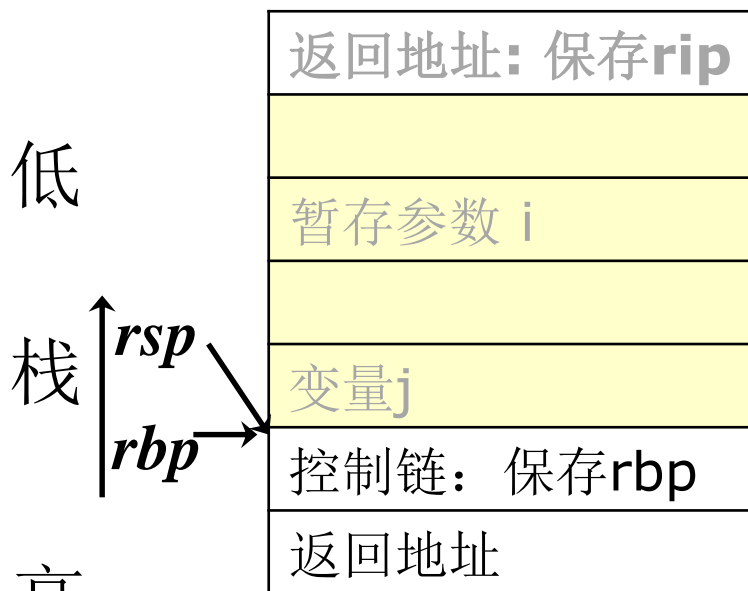 返回地址: 保存rip
低
暂存参数 i
rsp
栈
变量j
rbp
控制链：保存rbp
返回地址